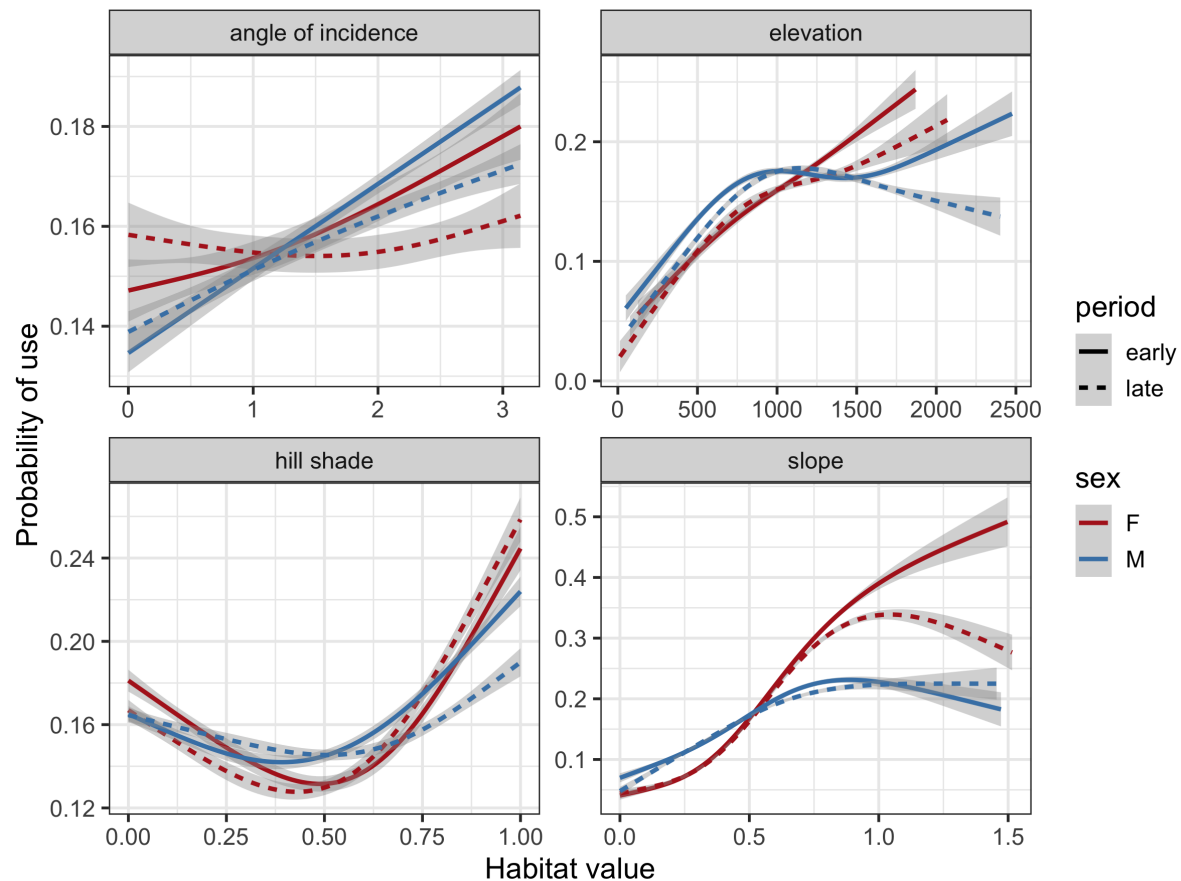 angle of incidence
elevation
0.18
0.16
0.14
0.2
0.1
0.0
0 1 2 3
0 500 1000 1500 2000 2500
hill shade
slope
0.24
0.20
0.16
0.12
0.5
0.4
0.3
0.2
0.1
0.00 0.25 0.50 0.75 1.00
0.0 0.5 1.0 1.5
Probability of use
Habitat value
period
early
late
sex
F
M